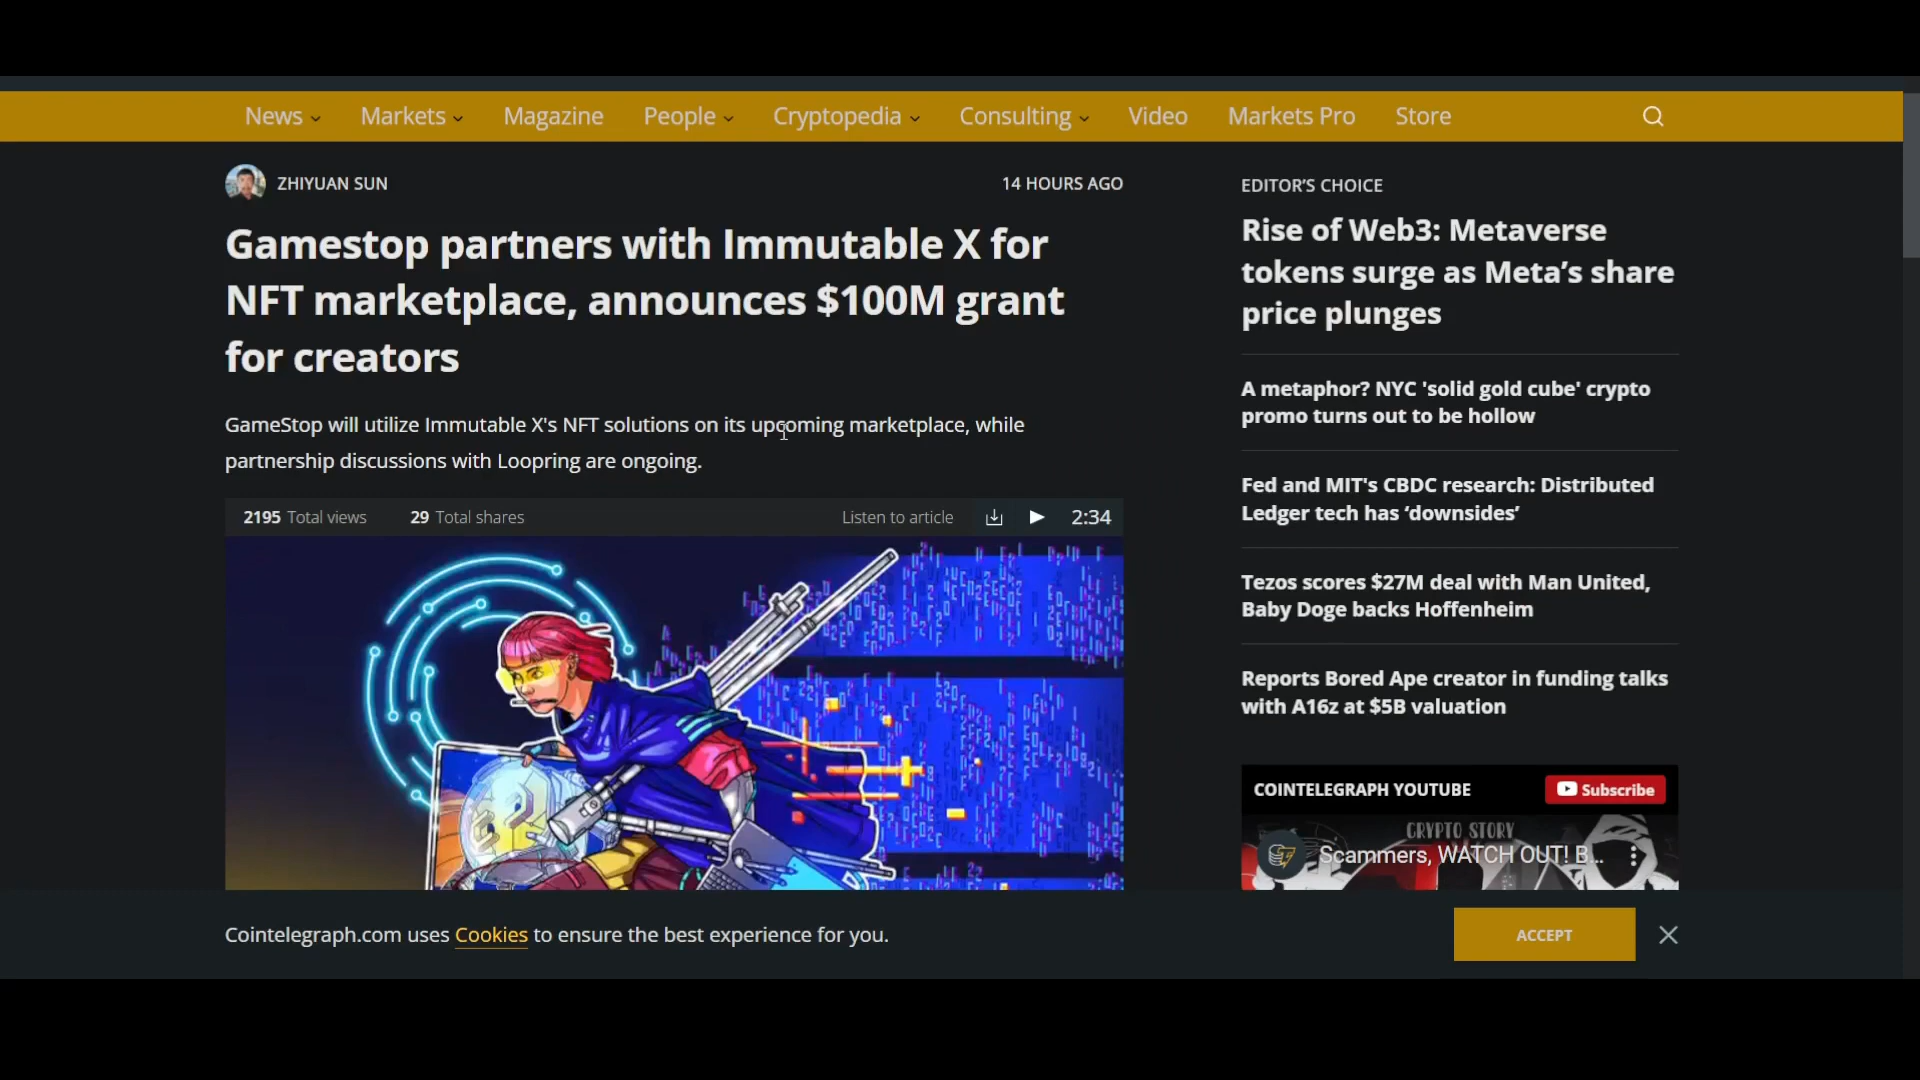 News Markets Magazine People Cryptopedia Consulting Video Markets Pro Store
ZHIYUAN SUN
14 HOURS AGO
Gamestop partners with Immutable X for
NFT marketplace, announces $100M grant
for creators
GameStop will utilize Immutable X's NFT solutions on its upcoming marketplace, while
partnership discussions with Loopring are ongoing.
2195 Total views 29 Total shares Listen to article 2:34
EDITOR'S CHOICE
Rise of Web3: Metaverse
tokens surge as Meta’s share
price plunges
A metaphor? NYC 'solid gold cube' crypto
promo turns out to be hollow
Fed and MIT's CBDC research: Distributed
Ledger tech has ‘downsides’
Tezos scores $27M deal with Man United,
Baby Doge backs Hoffenheim
Reports Bored Ape creator in funding talks
with A16z at $5B valuation
COINTELEGRAPH YOUTUBE Subscribe
CRYPTO STORY
Scammers, WATCH OUT! B...
Cointelegraph.com uses Cookies to ensure the best experience for you.
ACCEPT